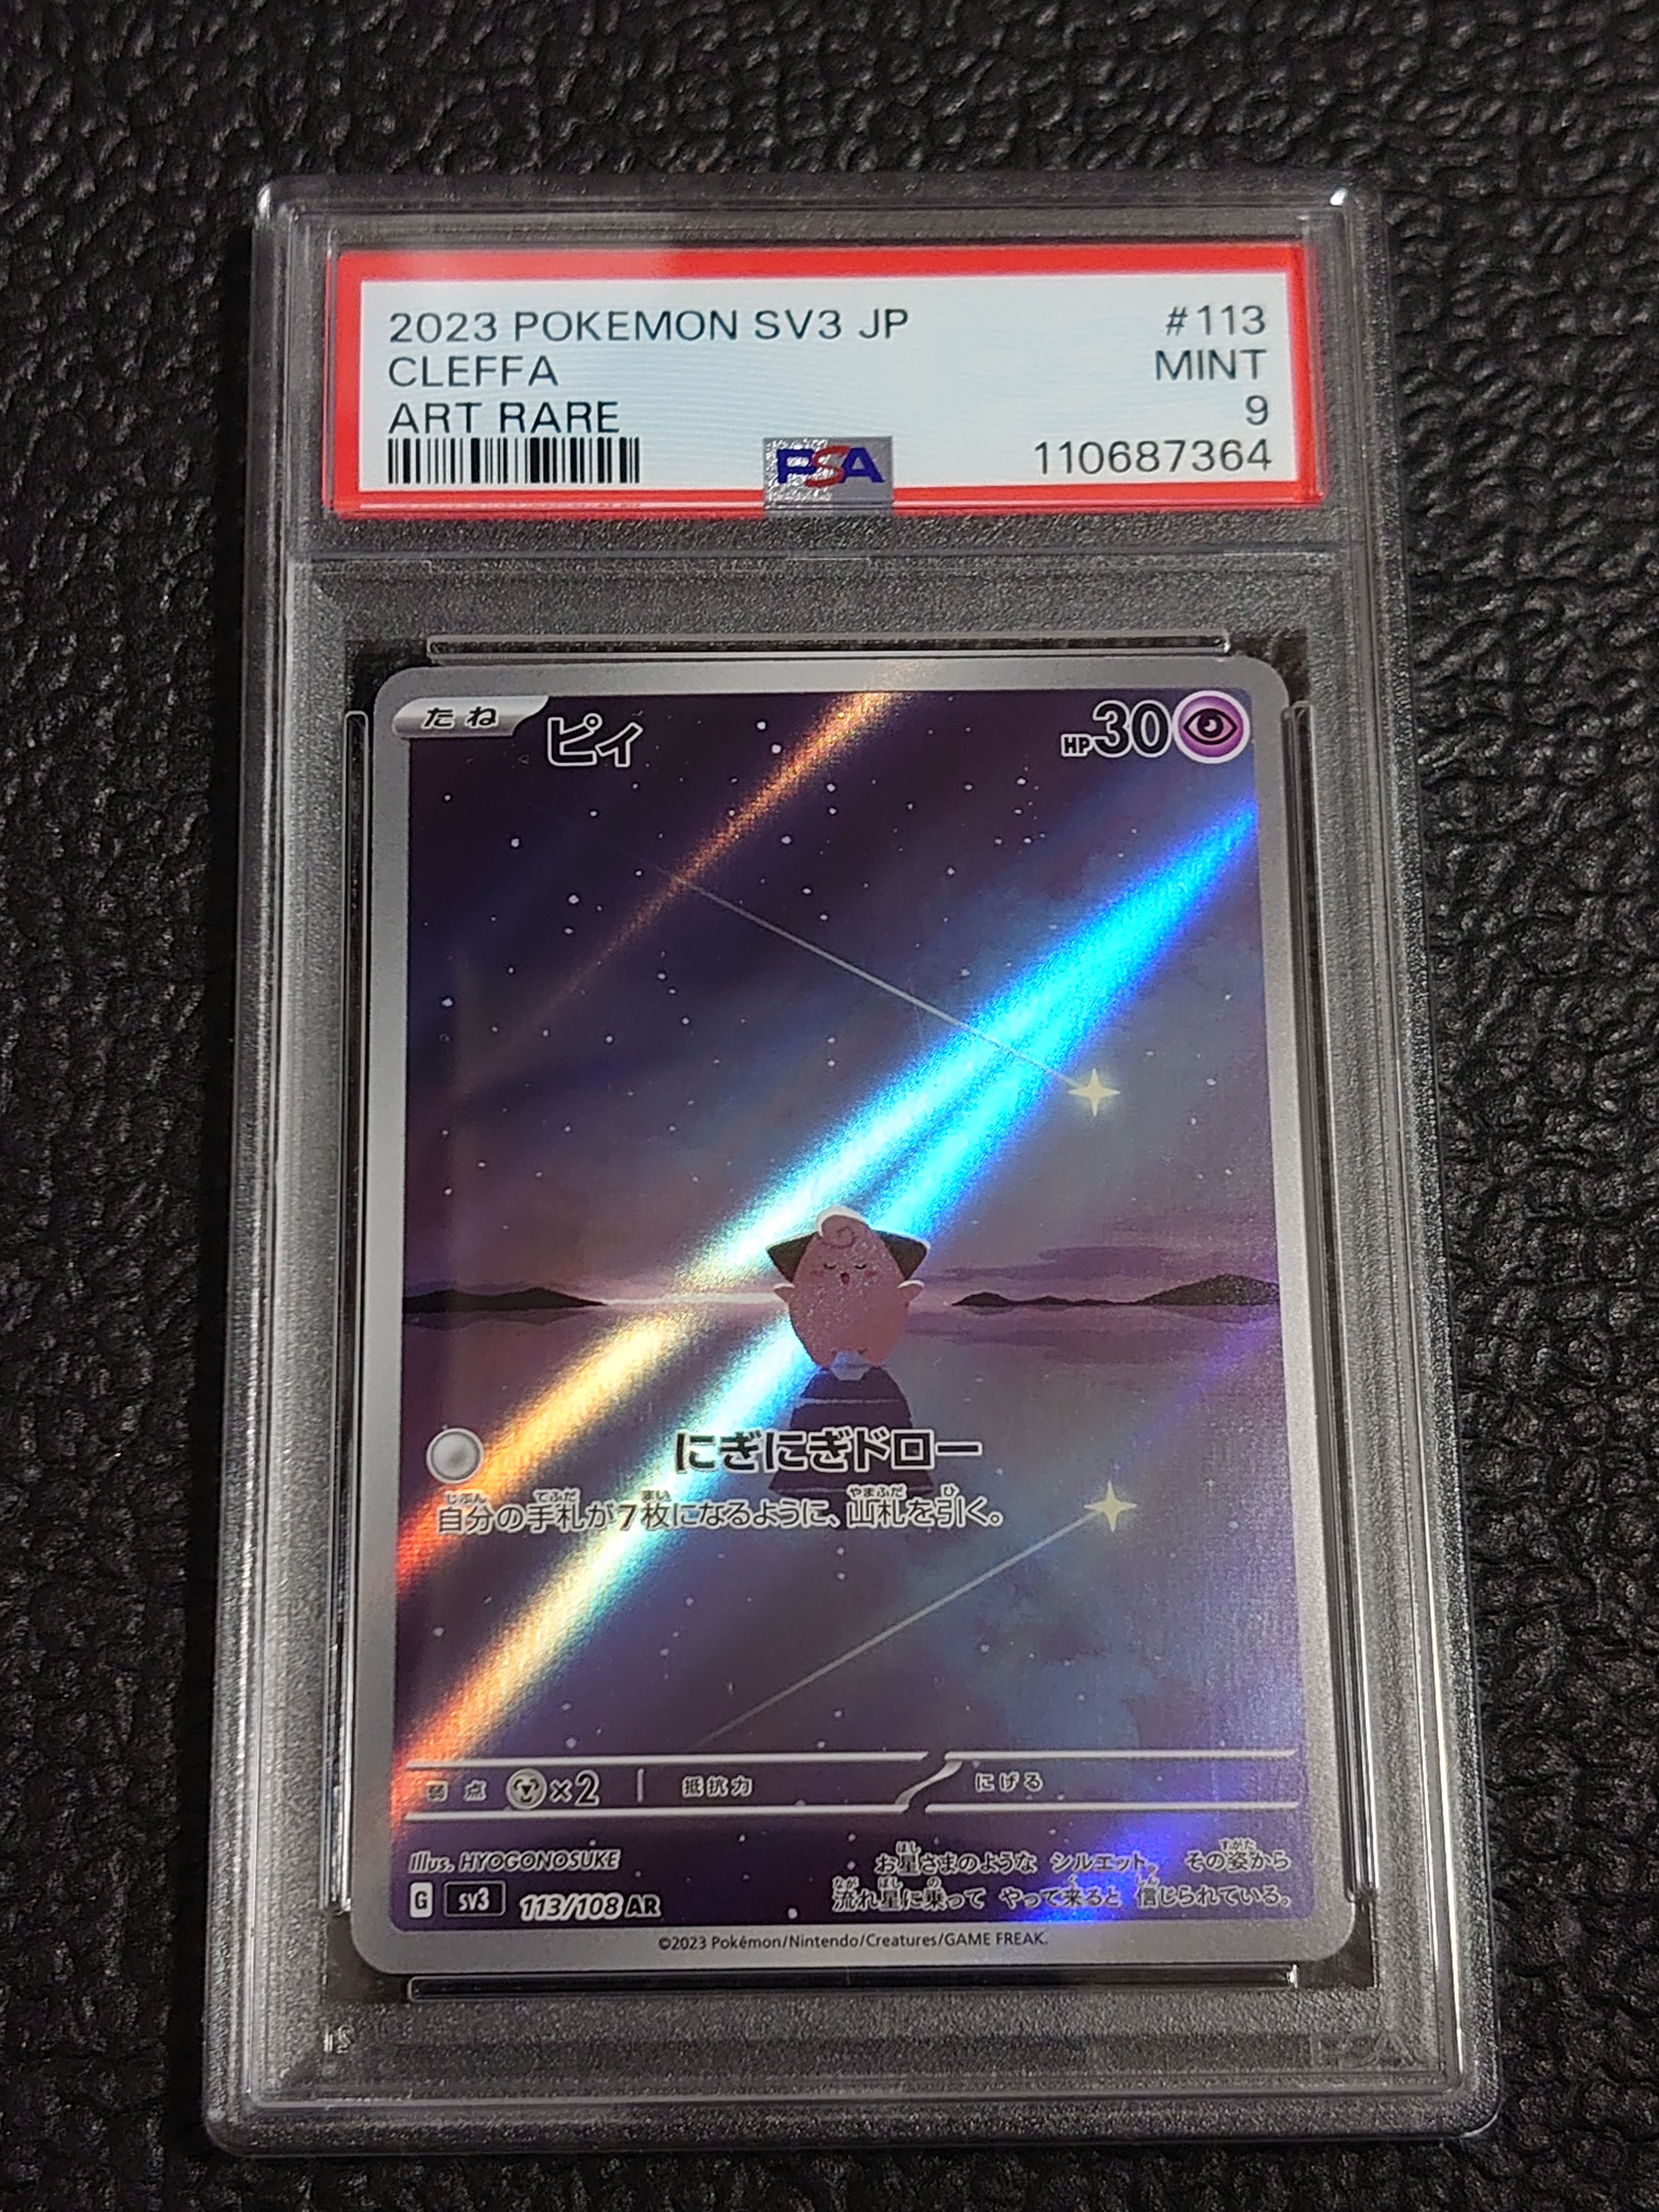 2023 POKEMON SV3 JP #113
CLEFFA MINT
ART RARE 9
PSA 110687364
たね ピィ HP30
にぎにぎドロー
自分の手札が7枚になるように、山札を引く。
弱点 ×2 抵抗力 にげる
Illus. HYOGONOSUKE
G SV3 113/108 AR
お星さまのような シルエット。 その姿から
流れ星に乗って やって来ると 信じられている。
©2023 Pokémon/Nintendo/Creatures/GAME FREAK.